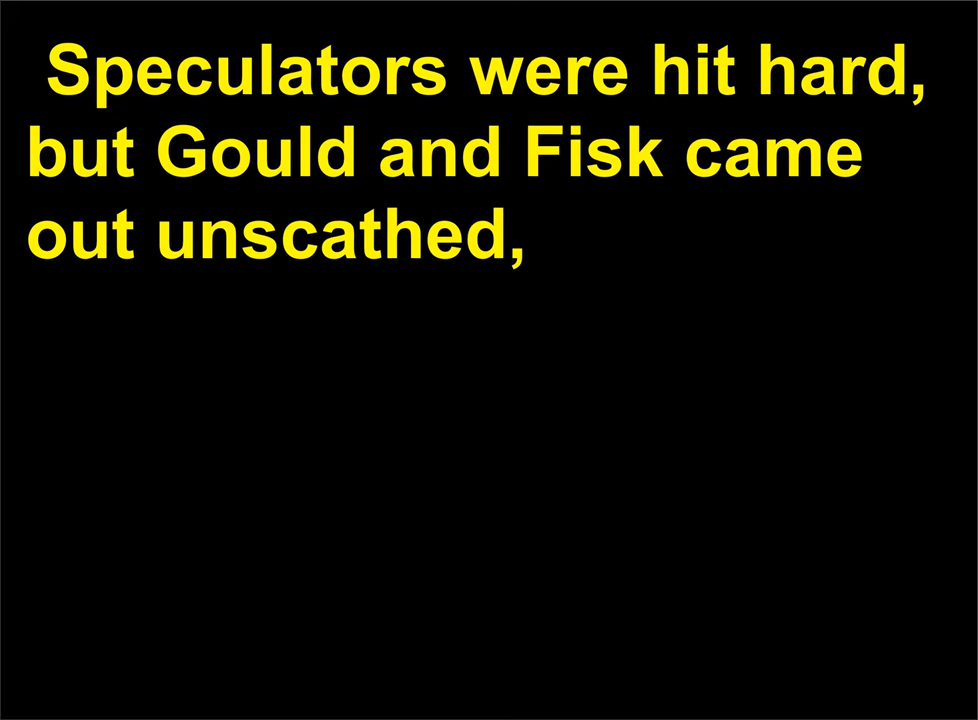 Speculators were hit hard,
but Gould and Fisk came
out unscathed,